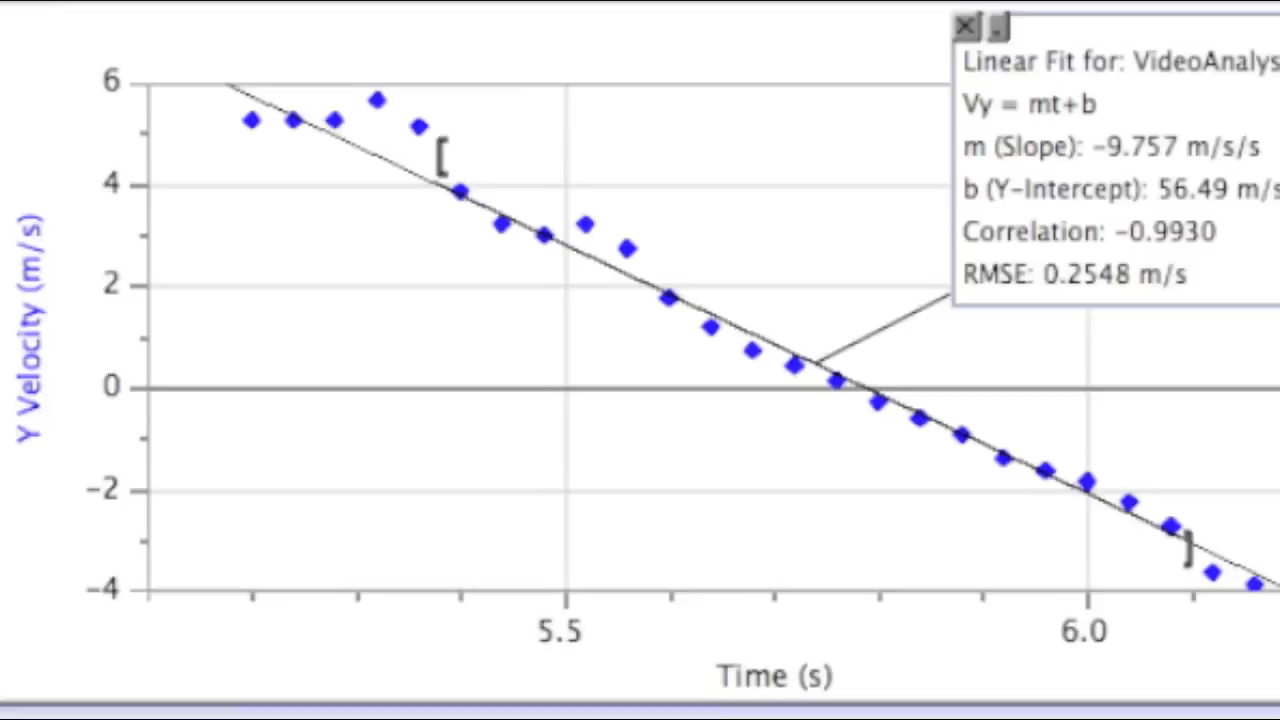 Linear Fit for: VideoAnalys
Vy = mt+b
m (Slope): -9.757 m/s/s
b (Y-Intercept): 56.49 m/s
Correlation: -0.9930
RMSE: 0.2548 m/s
6
4
2
0
-2
-4
Y Velocity (m/s)
5.5 6.0
Time (s)